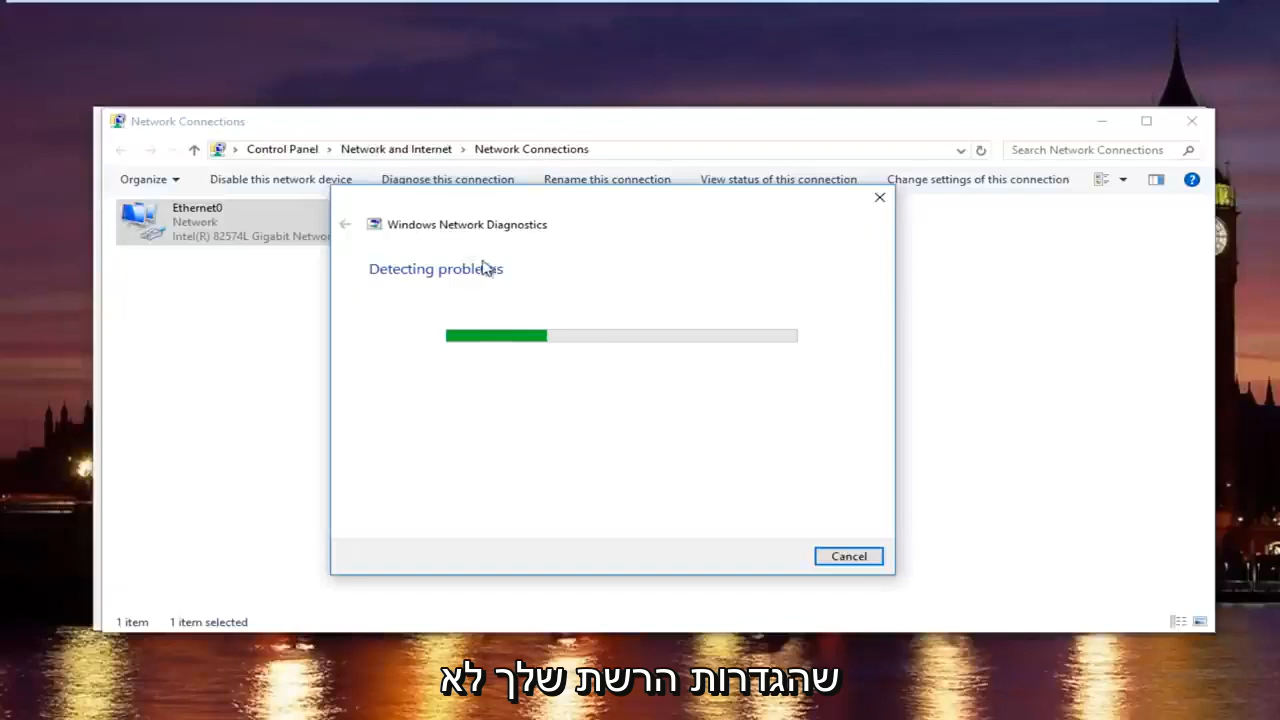 Network Connections
Control Panel > Network and Internet > Network Connections
Search Network Connections
Organize
Disable this network device
Diagnose this connection
Rename this connection
View status of this connection
Change settings of this connection
Ethernet0
Network
Intel(R) 82574L Gigabit Networ
Windows Network Diagnostics
Detecting problems
Cancel
1 item
1 item selected
שהגדרות הרשת שלך לא